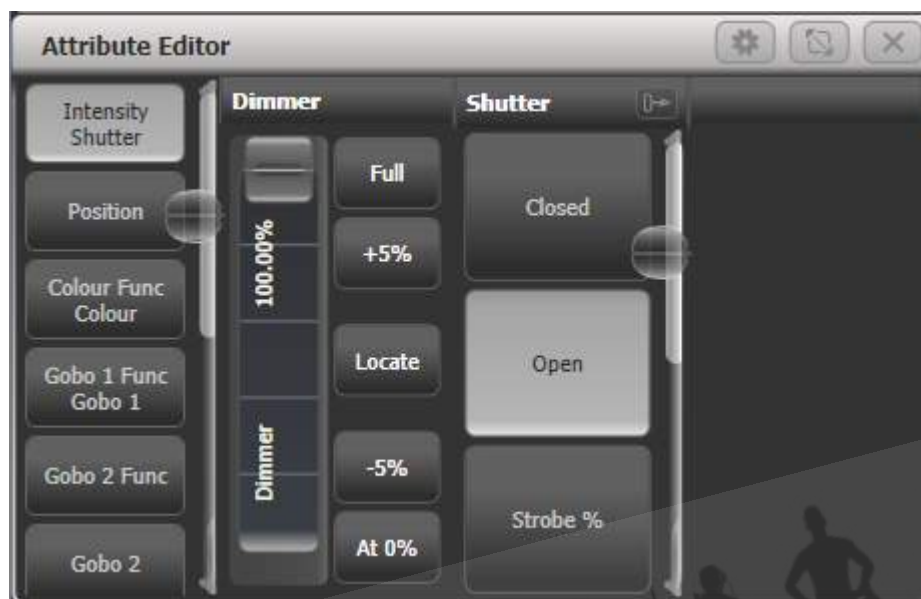 Attribute Editor
Intensity
Shutter
Position
Colour Func
Colour
Gobo 1 Func
Gobo 1
Gobo 2 Func
Gobo 2
Dimmer
100.00%
Dimmer
Full
+5%
Locate
-5%
At 0%
Shutter
Closed
Open
Strobe %